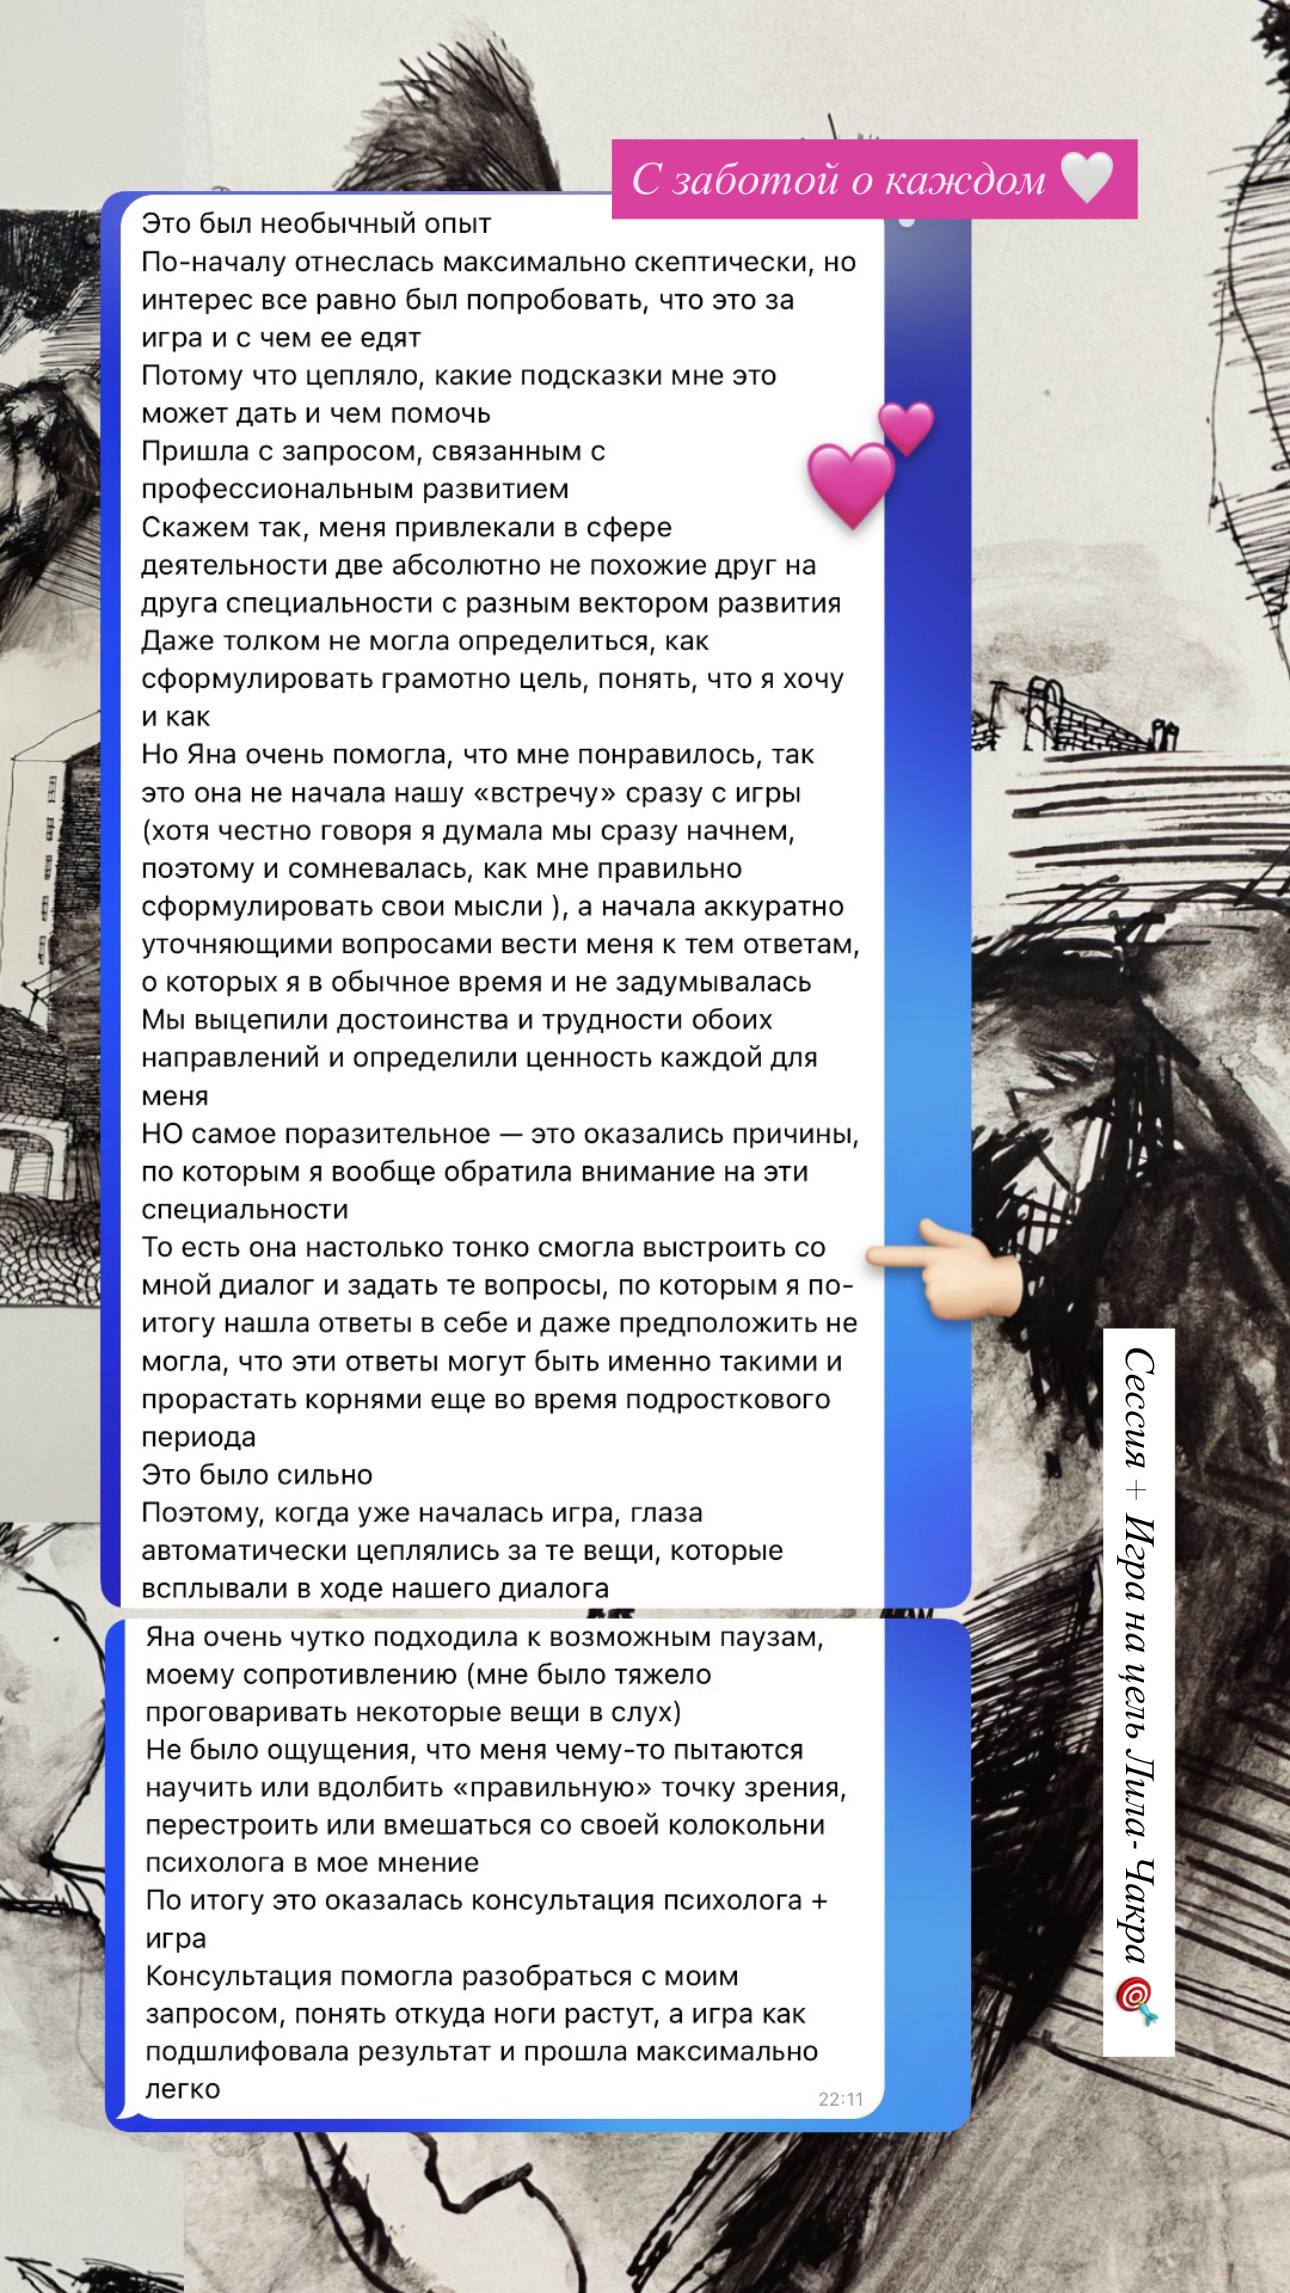 С заботой о каждом 🤍
Это был необычный опыт
По-началу отнеслась максимально скептически, но
интерес все равно был попробовать, что это за
игра и с чем ее едят
Потому что цепляло, какие подсказки мне это
может дать и чем помочь
Пришла с запросом, связанным с
профессиональным развитием
Скажем так, меня привлекали в сфере
деятельности две абсолютно не похожие друг на
друга специальности с разным вектором развития
Даже толком не могла определиться, как
сформулировать грамотно цель, понять, что я хочу
и как
Но Яна очень помогла, что мне понравилось, так
это она не начала нашу «встречу» сразу с игры
(хотя честно говоря я думала мы сразу начнем,
поэтому и сомневалась, как мне правильно
сформулировать свои мысли ), а начала аккуратно
уточняющими вопросами вести меня к тем ответам,
о которых я в обычное время и не задумывалась
Мы выцепили достоинства и трудности обоих
направлений и определили ценность каждой для
меня
НО самое поразительное — это оказались причины,
по которым я вообще обратила внимание на эти
специальности
То есть она настолько тонко смогла выстроить со
мной диалог и задать те вопросы, по которым я по-
итогу нашла ответы в себе и даже предположить не
могла, что эти ответы могут быть именно такими и
прорастать корнями еще во время подросткового
периода
Это было сильно
Поэтому, когда уже началась игра, глаза
автоматически цеплялись за те вещи, которые
всплывали в ходе нашего диалога
Яна очень чутко подходила к возможным паузам,
моему сопротивлению (мне было тяжело
проговаривать некоторые вещи в слух)
Не было ощущения, что меня чему-то пытаются
научить или вдолбить «правильную» точку зрения,
перестроить или вмешаться со своей колокольни
психолога в мое мнение
По итогу это оказалась консультация психолога +
игра
Консультация помогла разобраться с моим
запросом, понять откуда ноги растут, а игра как
подшлифовала результат и прошла максимально
легко
22:11
Сессия + Игра на цель Лила- Чакра 🎯